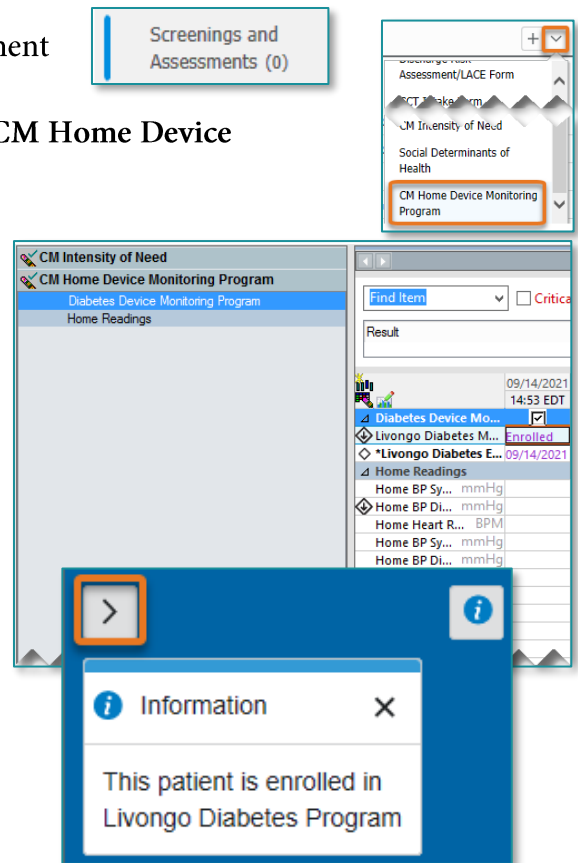 nent
Screenings and
Assessments (0)
CM Home Device
Assessment/LACE Form
CM Intensity of Need
Social Determinants of
Health
CM Home Device Monitoring
Program
CM Intensity of Need
CM Home Device Monitoring Program
Diabetes Device Monitoring Program
Home Readings
Find Item
Critica
Result
09/14/2021
14:53 EDT
Diabetes Device Mo...
Livongo Diabetes M... Enrolled
*Livongo Diabetes E... 09/14/2021
Home Readings
Home BP Sy... mmHg
Home BP Di... mmHg
Home Heart R... BPM
Home BP Sy... mmHg
Home BP Di... mmHg
Information
This patient is enrolled in
Livongo Diabetes Program